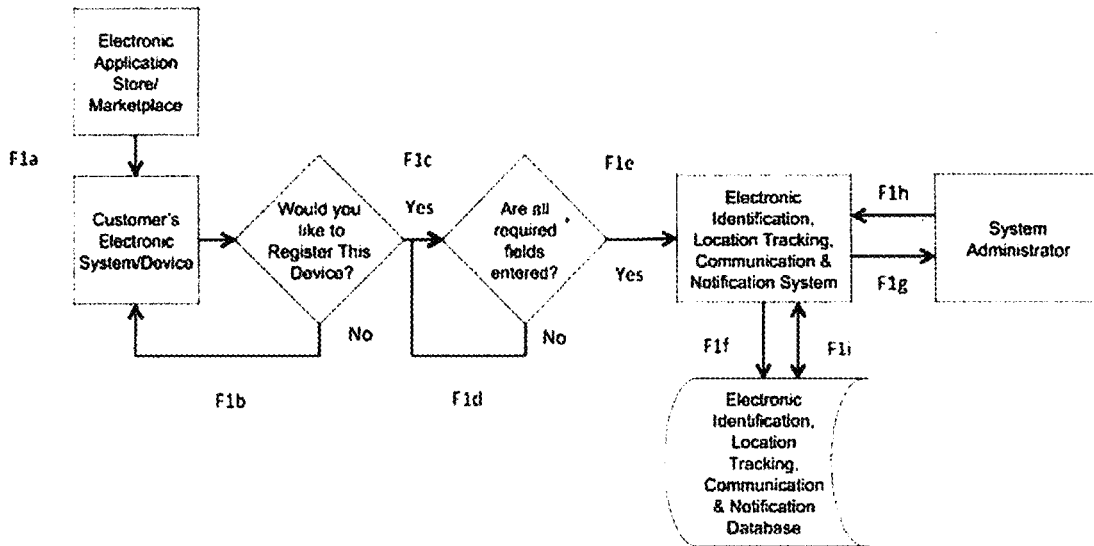 Electronic
Application
Store/
Marketplace
F1a
Customer's
Electronic
System/Device
Would you
like to
Register This
Device?
No
F1b
F1c
Yes
Are all
required
fields
entered?
No
F1d
F1e
Yes
Electronic
Identification,
Location Tracking,
Communication &
Notification System
F1h
F1g
System
Administrator
F1f
F1i
Electronic
Identification,
Location
Tracking,
Communication
& Notification
Database